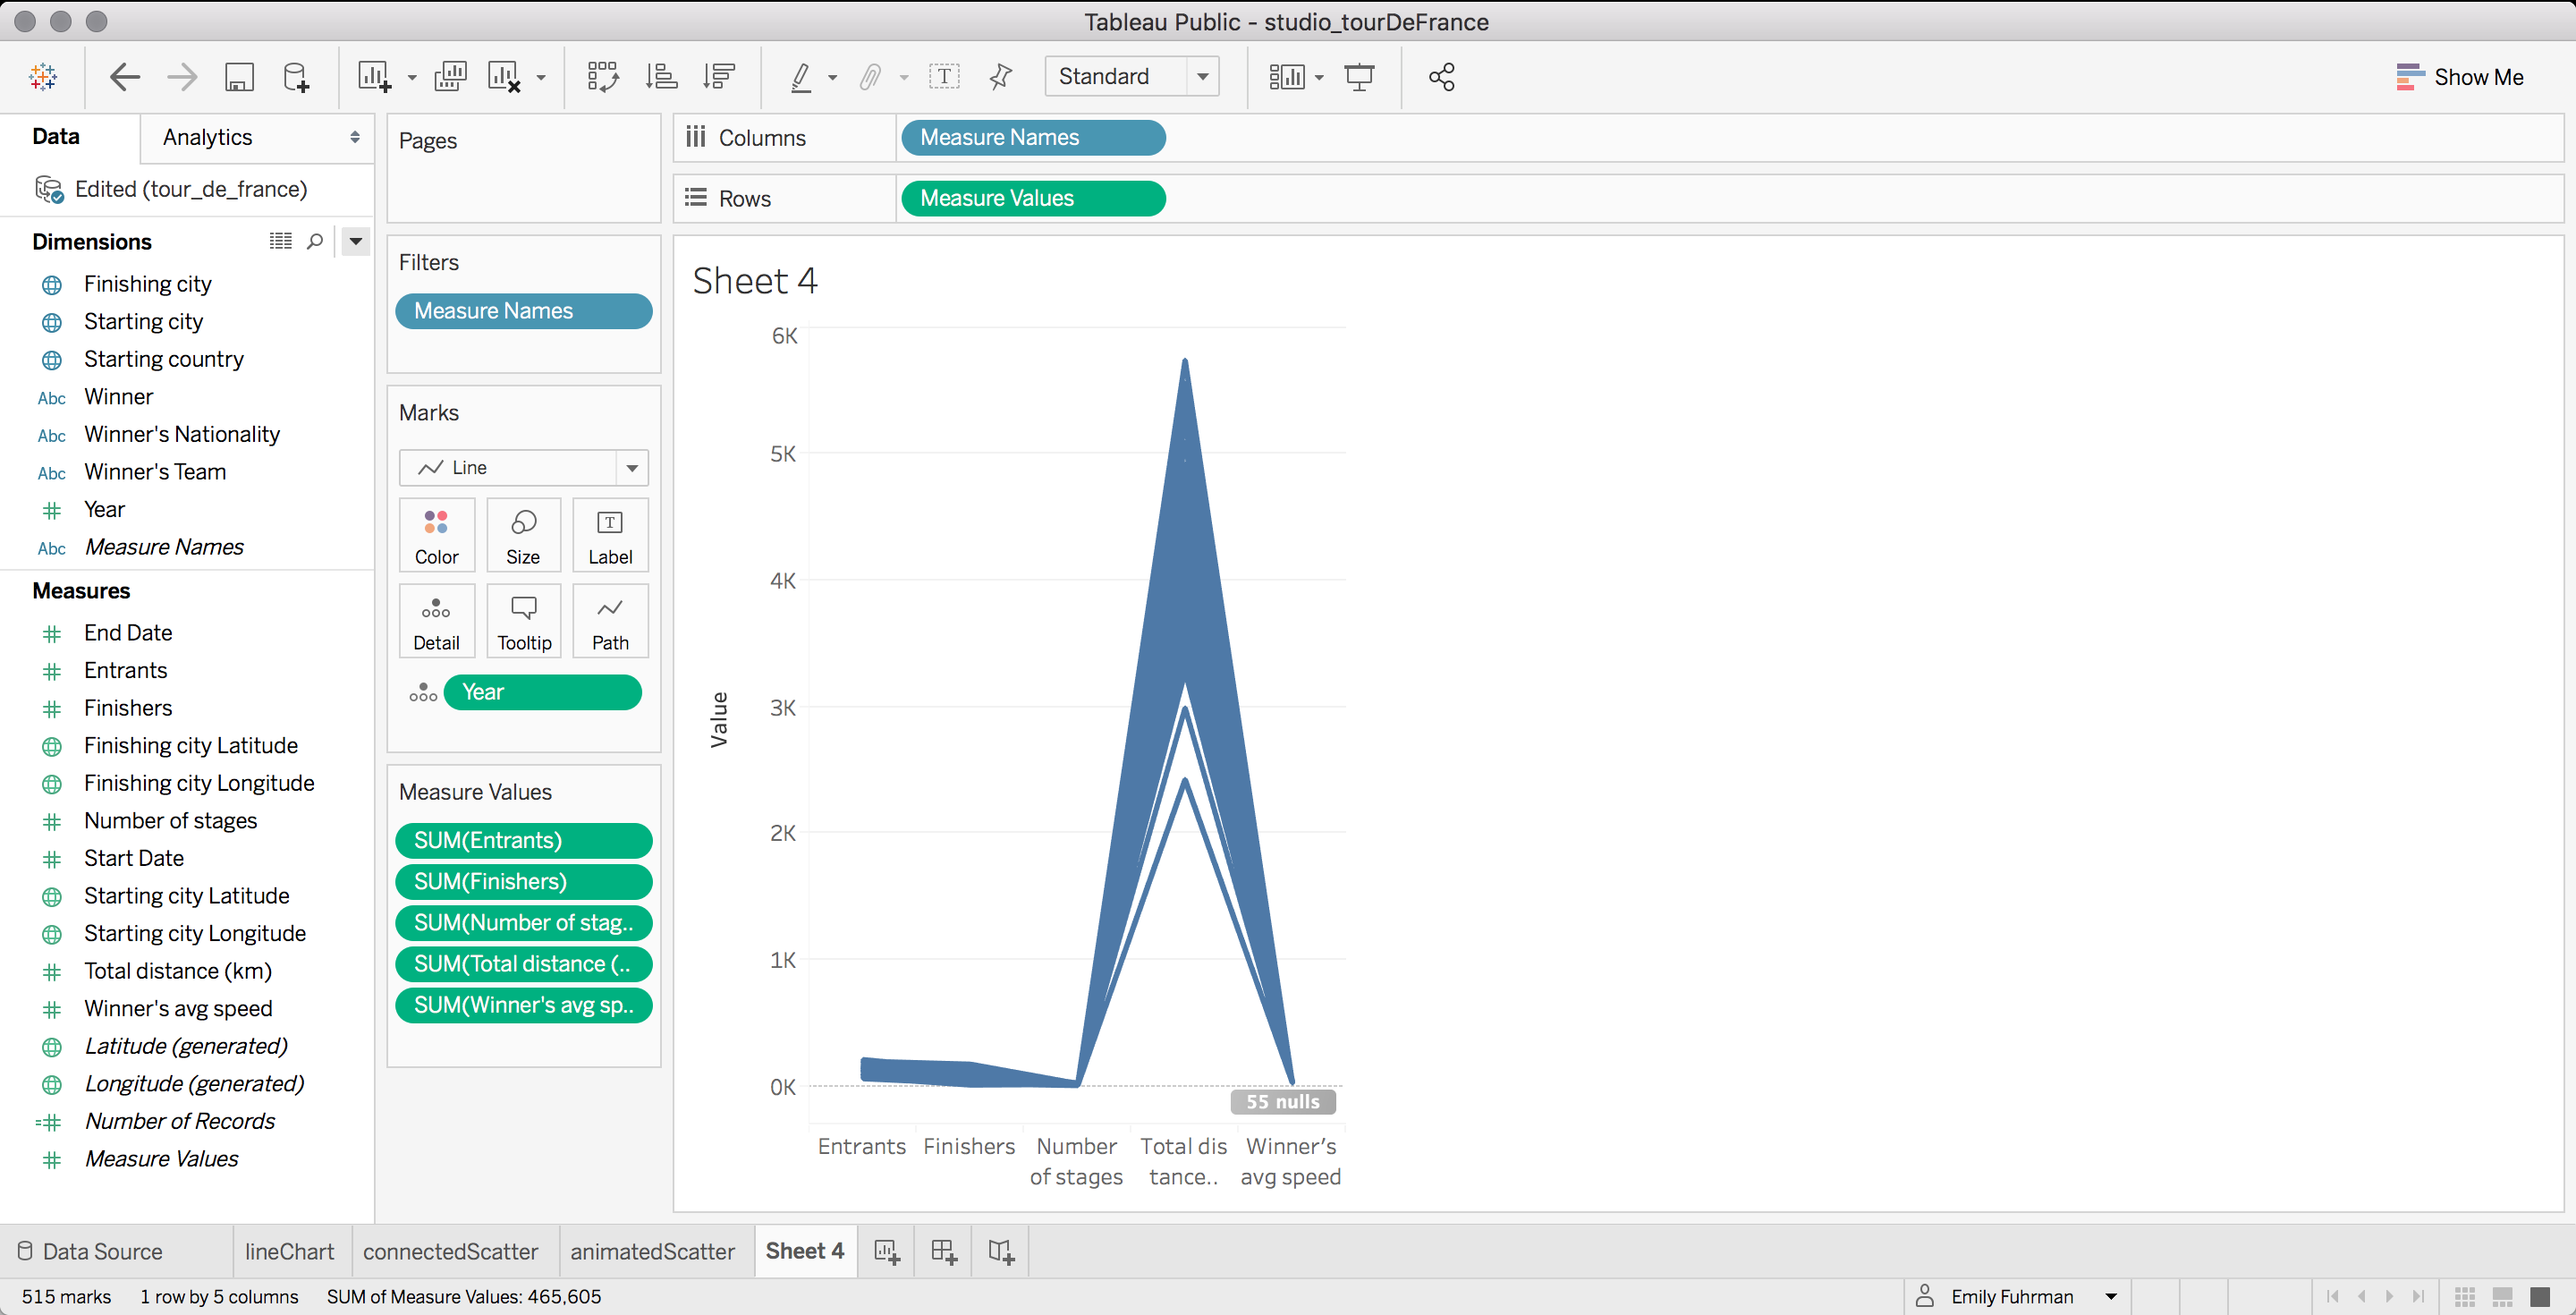 Tableau Public - studio_tourDeFrance
Standard
Show Me
Data
Analytics
Edited (tour_de_france)
Dimensions
Finishing city
Starting city
Starting country
Abc Winner
Abc Winner's Nationality
Abc Winner's Team
Year
Abc Measure Names
Measures
End Date
Entrants
Finishers
Finishing city Latitude
Finishing city Longitude
Number of stages
Start Date
Starting city Latitude
Starting city Longitude
Total distance (km)
Winner's avg speed
Latitude (generated)
Longitude (generated)
Number of Records
Measure Values
Pages
Filters
Measure Names
Marks
Line
Color Size Label
Detail Tooltip Path
Year
Measure Values
SUM(Entrants)
SUM(Finishers)
SUM(Number of stag..
SUM(Total distance (..
SUM(Winner's avg sp..
Columns
Measure Names
Rows
Measure Values
Sheet 4
6K
5K
4K
3K
2K
1K
0K
Value
55 nulls
Entrants
Finishers
Number
of stages
Total dis
tance..
Winner's
avg speed
Data Source
lineChart
connectedScatter
animatedScatter
Sheet 4
515 marks
1 row by 5 columns
SUM of Measure Values: 465,605
Emily Fuhrman